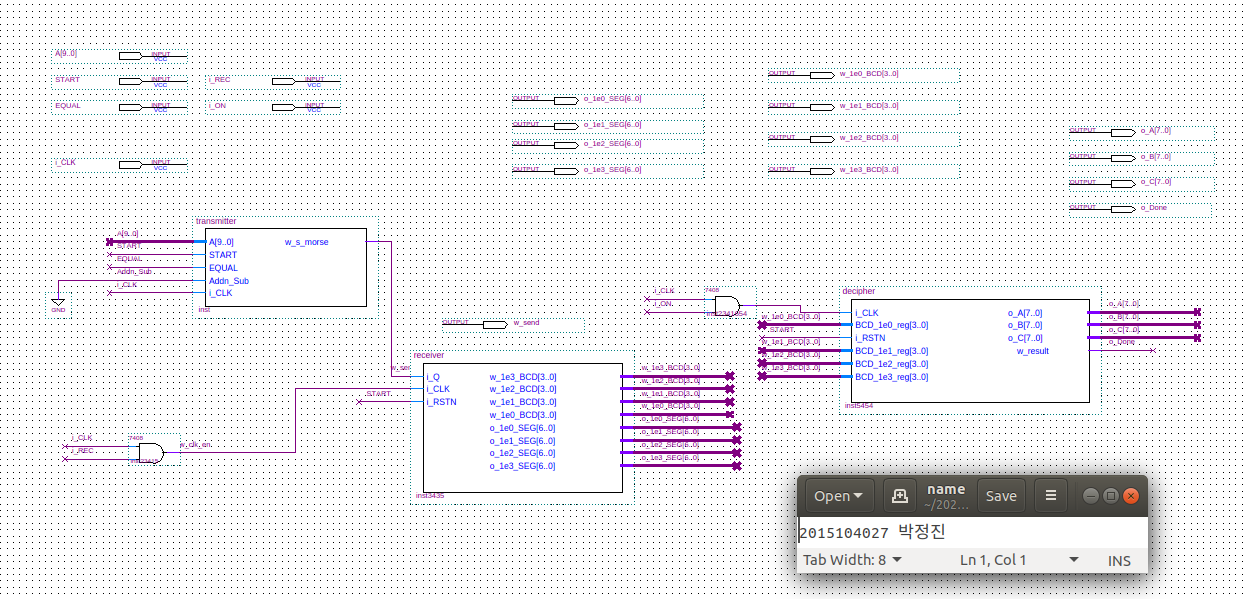 A[9..0] INPUT VCC
START INPUT VCC i_REC INPUT VCC
EQUAL INPUT VCC i_ON INPUT VCC
i_CLK INPUT VCC
OUTPUT o_1e0_SEG[6..0]
OUTPUT o_1e1_SEG[6..0]
OUTPUT o_1e2_SEG[6..0]
OUTPUT o_1e3_SEG[6..0]
OUTPUT w_1e0_BCD[3..0]
OUTPUT w_1e1_BCD[3..0]
OUTPUT w_1e2_BCD[3..0]
OUTPUT w_1e3_BCD[3..0]
OUTPUT o_A[7..0]
OUTPUT o_B[7..0]
OUTPUT o_C[7..0]
OUTPUT o_Done
transmitter
A[9..0] A[9..0] w_s_morse
START START
EQUAL EQUAL
Addn_Sub Addn_Sub
i_CLK i_CLK
GND
inst
OUTPUT w_send
receiver
w_ser i_Q w_1e3_BCD[3..0] w_1e3_BCD[3..0]
i_CLK w_1e2_BCD[3..0] w_1e2_BCD[3..0]
START i_RSTN w_1e1_BCD[3..0] w_1e1_BCD[3..0]
w_1e0_BCD[3..0] w_1e0_BCD[3..0]
o_1e0_SEG[6..0] o_1e0_SEG[6..0]
o_1e1_SEG[6..0] o_1e1_SEG[6..0]
o_1e2_SEG[6..0] o_1e2_SEG[6..0]
o_1e3_SEG[6..0] o_1e3_SEG[6..0]
inst3435
i_CLK 7408
i_REC w_clk_en
i_CLK 7408
i_ON
decipher
i_CLK o_A[7..0] o_A[7..0]
w_1e0_BCD[3..0] BCD_1e0_reg[3..0] o_B[7..0] o_B[7..0]
START i_RSTN o_C[7..0] o_C[7..0]
w_1e1_BCD[3..0] BCD_1e1_reg[3..0] w_result o_Done
w_1e2_BCD[3..0] BCD_1e2_reg[3..0]
w_1e3_BCD[3..0] BCD_1e3_reg[3..0]
inst5454
Open name Save
~/202...
2015104027 박정진
Tab Width: 8 Ln 1, Col 1 INS